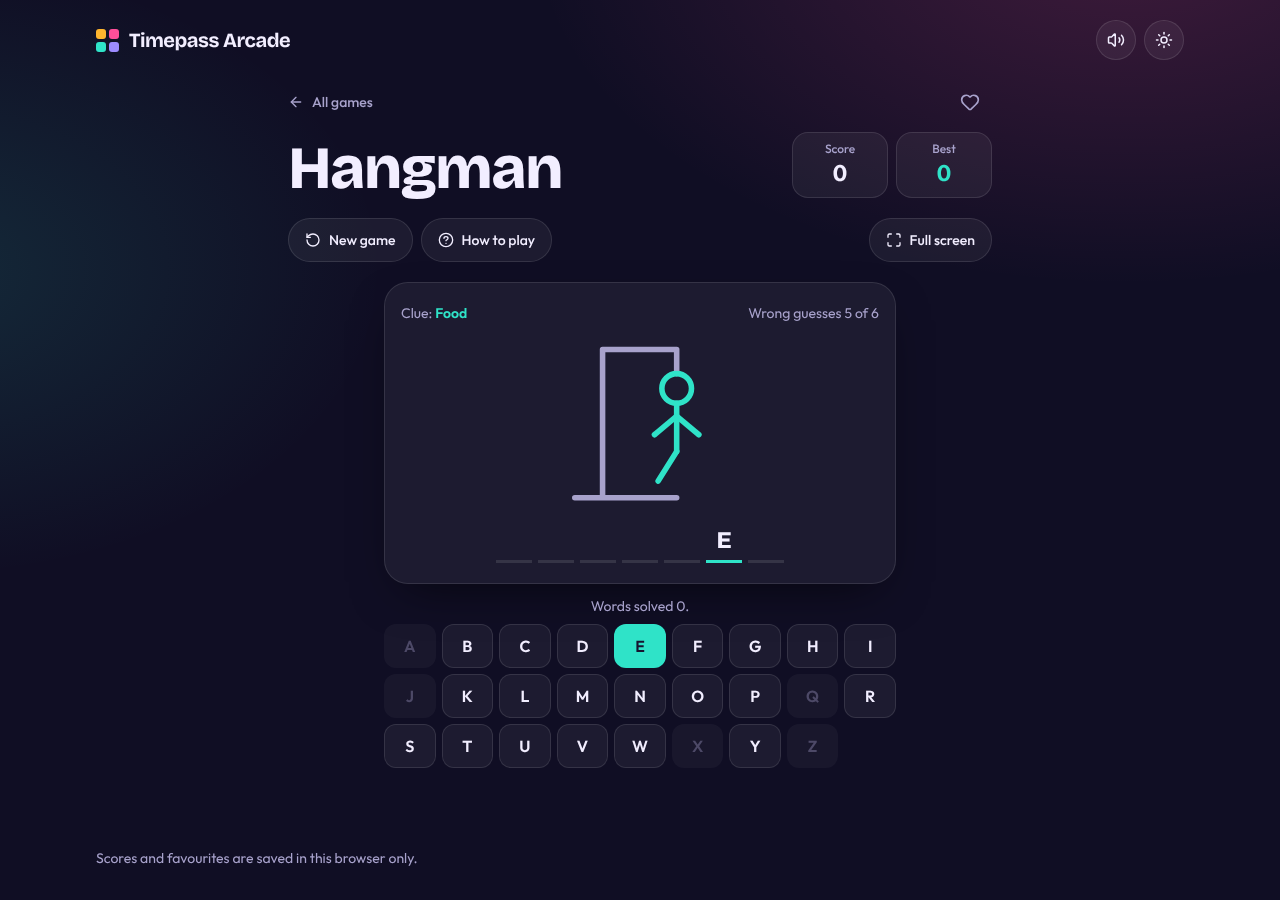 Timepass Arcade
All games
Hangman
Score
0
Best
0
New game
How to play
Full screen
Clue: Food
Wrong guesses 5 of 6
E
Words solved 0.
A B C D E F G H I
J K L M N O P Q R
S T U V W X Y Z
Scores and favourites are saved in this browser only.